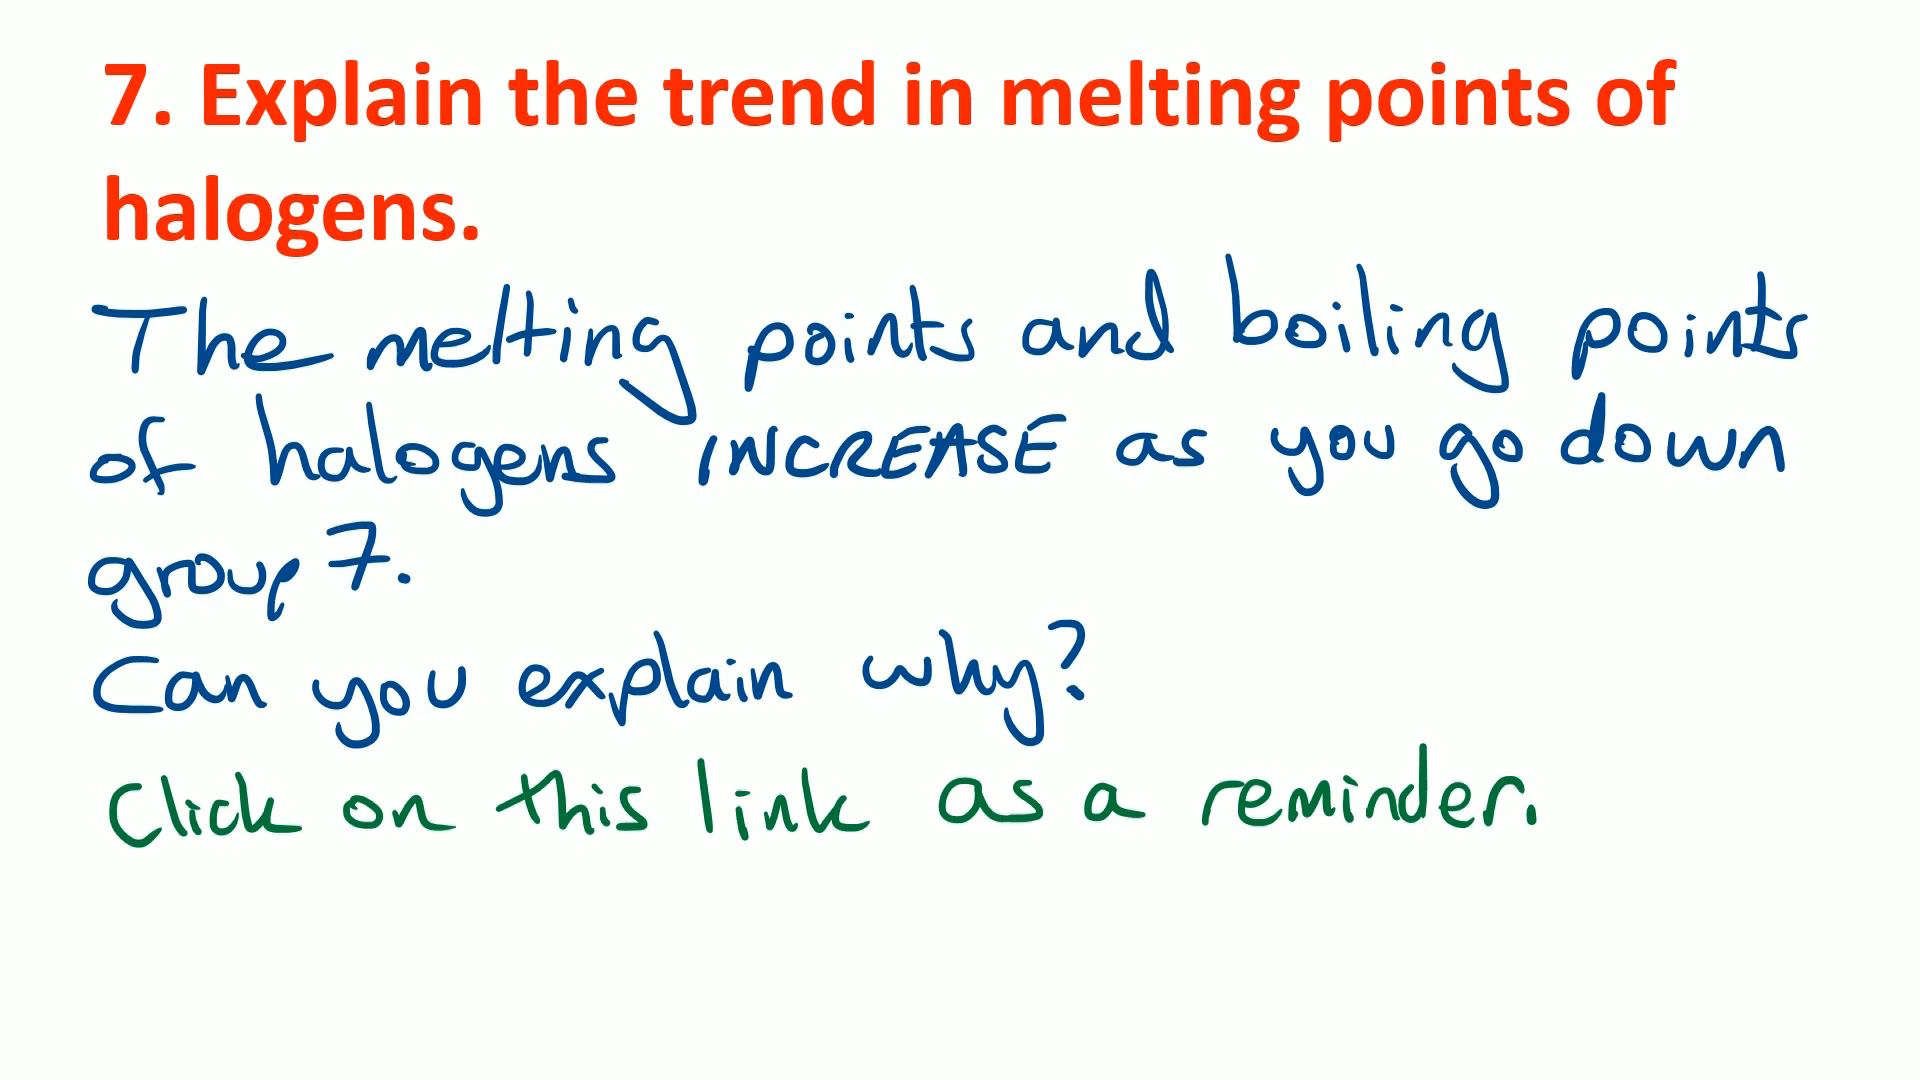 7. Explain the trend in melting points of
halogens.
The melting points and boiling points
of halogens INCREASE as you go down
group 7.
Can you explain why?
Click on this link as a reminder.